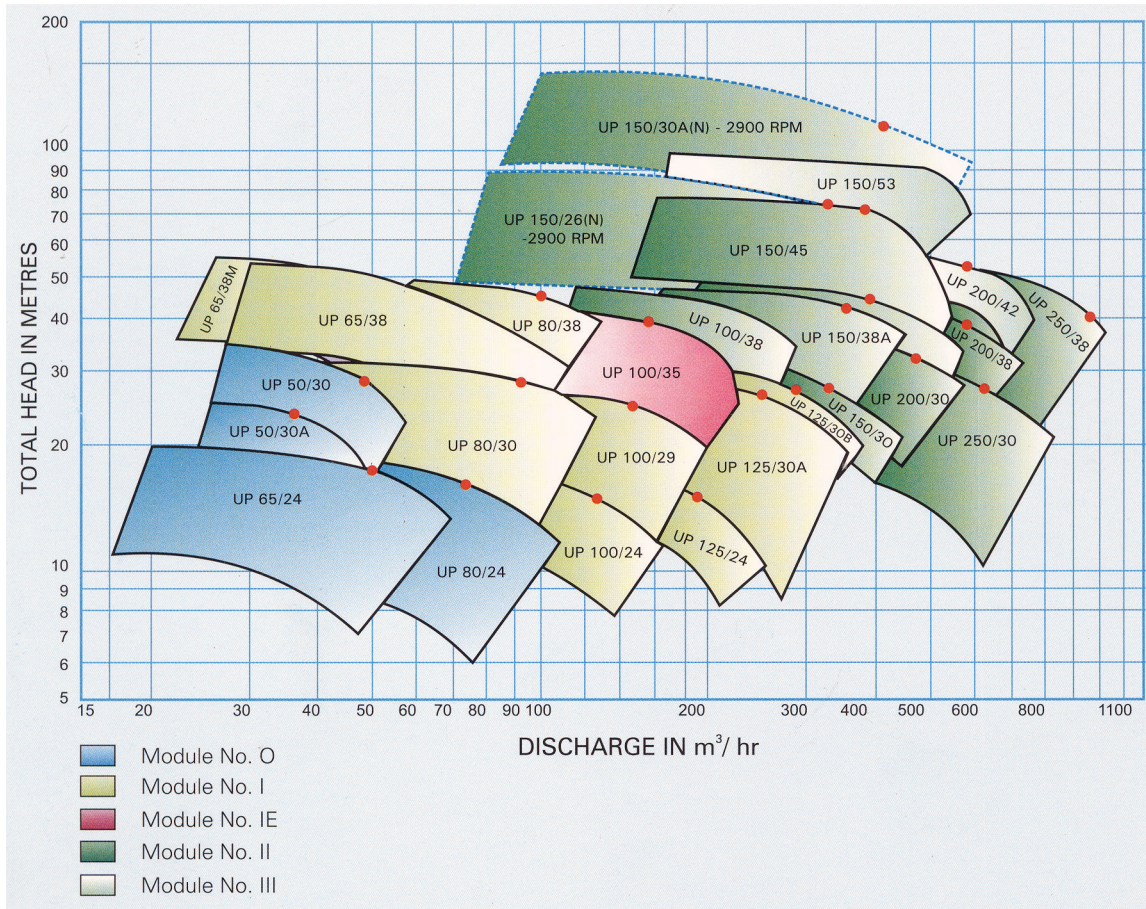 200
100
90
80
70
60
50
40
30
20
10
9
8
7
6
5
TOTAL HEAD IN METRES
UP 150/30A(N) - 2900 RPM
UP 150/53
UP 150/26(N)
-2900 RPM
UP 150/45
UP 65/38M
UP 65/38
UP 80/38
UP 100/38
UP 150/38A
UP 200/42
UP 250/38
UP 200/38
UP 50/30
UP 100/35
UP 200/30
UP 50/30A
UP 80/30
UP 125/30B
UP 150/30
UP 250/30
UP 100/29
UP 125/30A
UP 65/24
UP 80/24
UP 100/24
UP 125/24
15 20 30 40 50 60 70 80 90 100 200 300 400 500 600 800 1100
DISCHARGE IN m³/ hr
Module No. O
Module No. I
Module No. IE
Module No. II
Module No. III